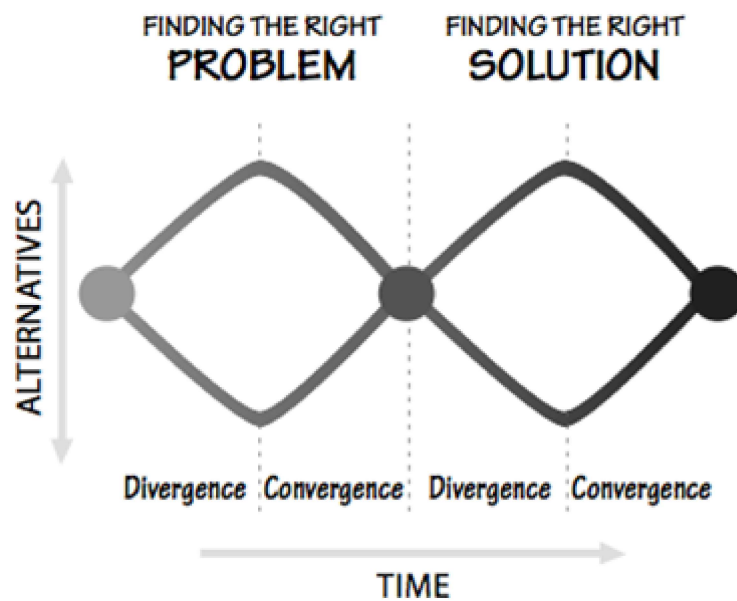 FINDING THE RIGHT
PROBLEM
FINDING THE RIGHT
SOLUTION
ALTERNATIVES
Divergence
Convergence
Divergence
Convergence
TIME